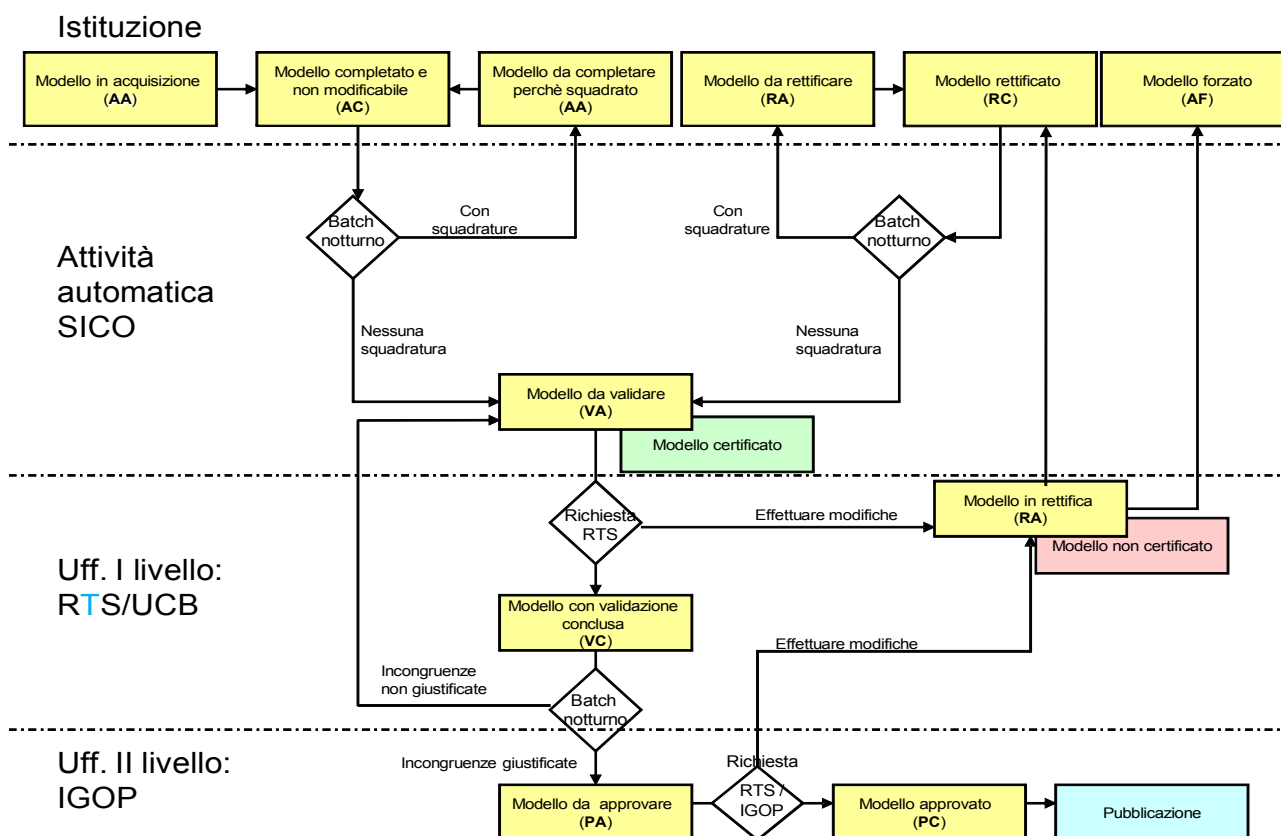 Istituzione
Modello in acquisizione
(AA)
Modello completato e
non modificabile
(AC)
Modello da completare
perchè squadrato
(AA)
Modello da rettificare
(RA)
Modello rettificato
(RC)
Modello forzato
(AF)
Batch
notturno
Con
squadrature
Con
squadrature
Batch
notturno
Attività
automatica
SICO
Nessuna
squadratura
Nessuna
squadratura
Modello da validare
(VA)
Modello certificato
Uff. I livello:
RTS/UCB
Richiesta
RTS
Effettuare modifiche
Modello in rettifica
(RA)
Modello non certificato
Modello con validazione
conclusa
(VC)
Effettuare modifiche
Incongruenze
non giustificate
Batch
notturno
Uff. II livello:
IGOP
Incongruenze giustificate
Modello da approvare
(PA)
Richiesta
RTS /
IGOP
Modello approvato
(PC)
Pubblicazione